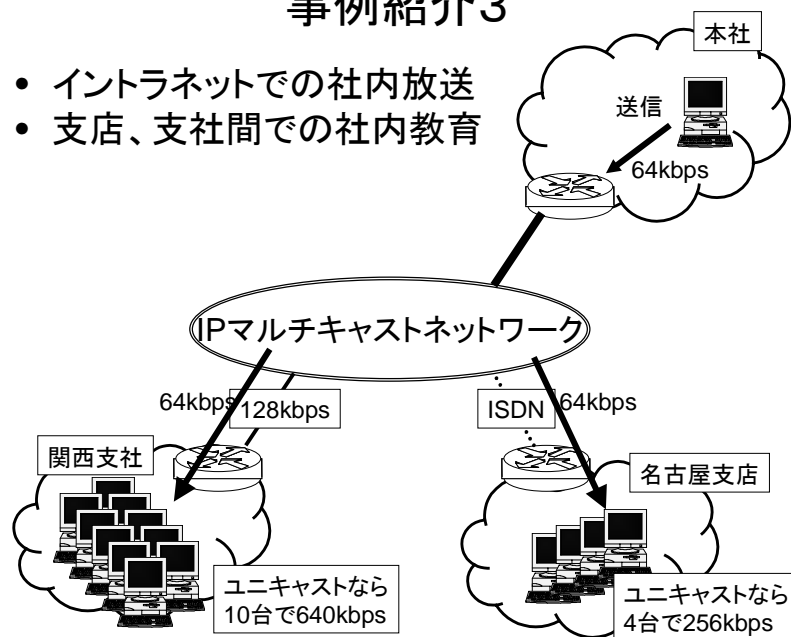 事例紹介3
• イントラネットでの社内放送
• 支店、支社間での社内教育
本社
送信
64kbps
IPマルチキャストネットワーク
64kbps
128kbps
ISDN
64kbps
関西支社
名古屋支店
ユニキャストなら
10台で640kbps
ユニキャストなら
4台で256kbps